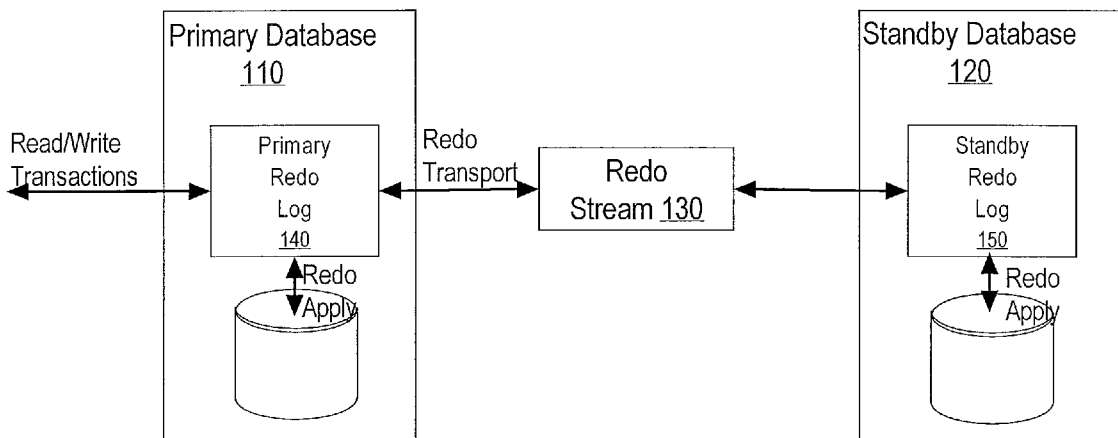 Primary Database
110
Read/Write
Transactions
Primary
Redo
Log
140
Redo
Apply
Redo
Transport
Redo
Stream 130
Standby Database
120
Standby
Redo
Log
150
Redo
Apply